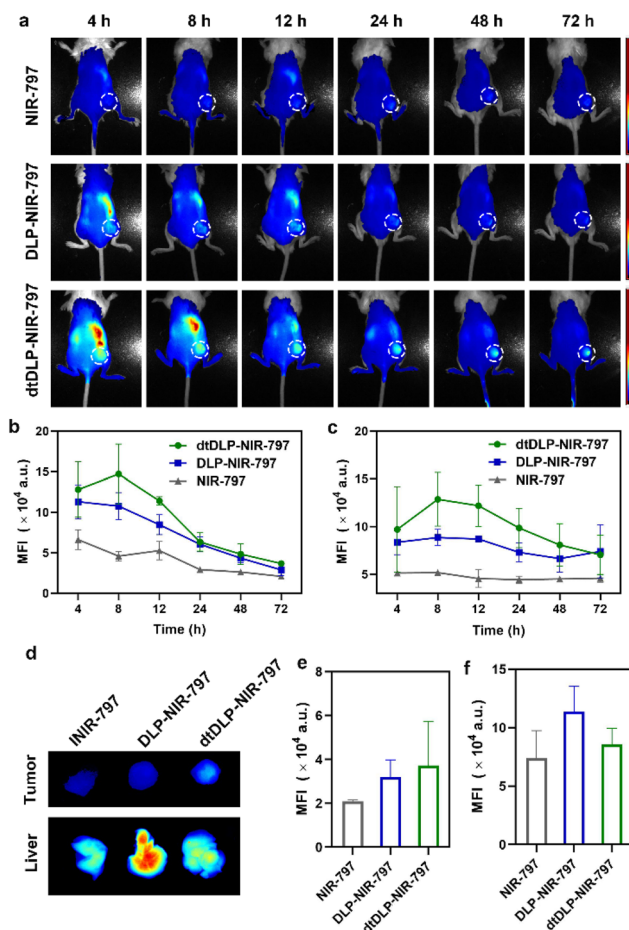 a
4 h 8 h 12 h 24 h 48 h 72 h
NIR-797
DLP-NIR-797
dtDLP-NIR-797
b
MFI ( × 10⁴ a.u.)
20
15
10
5
0
dtDLP-NIR-797
DLP-NIR-797
NIR-797
4 8 12 24 48 72
Time (h)
c
MFI ( × 10⁴ a.u.)
20
15
10
5
dtDLP-NIR-797
DLP-NIR-797
NIR-797
4 8 12 24 48 72
Time (h)
d
INIR-797
DLP-NIR-797
dtDLP-NIR-797
Tumor
Liver
e
MFI ( × 10⁴ a.u.)
8
6
4
2
0
NIR-797
DLP-NIR-797
dtDLP-NIR-797
f
MFI ( × 10⁴ a.u.)
15
10
5
0
NIR-797
DLP-NIR-797
dtDLP-NIR-797